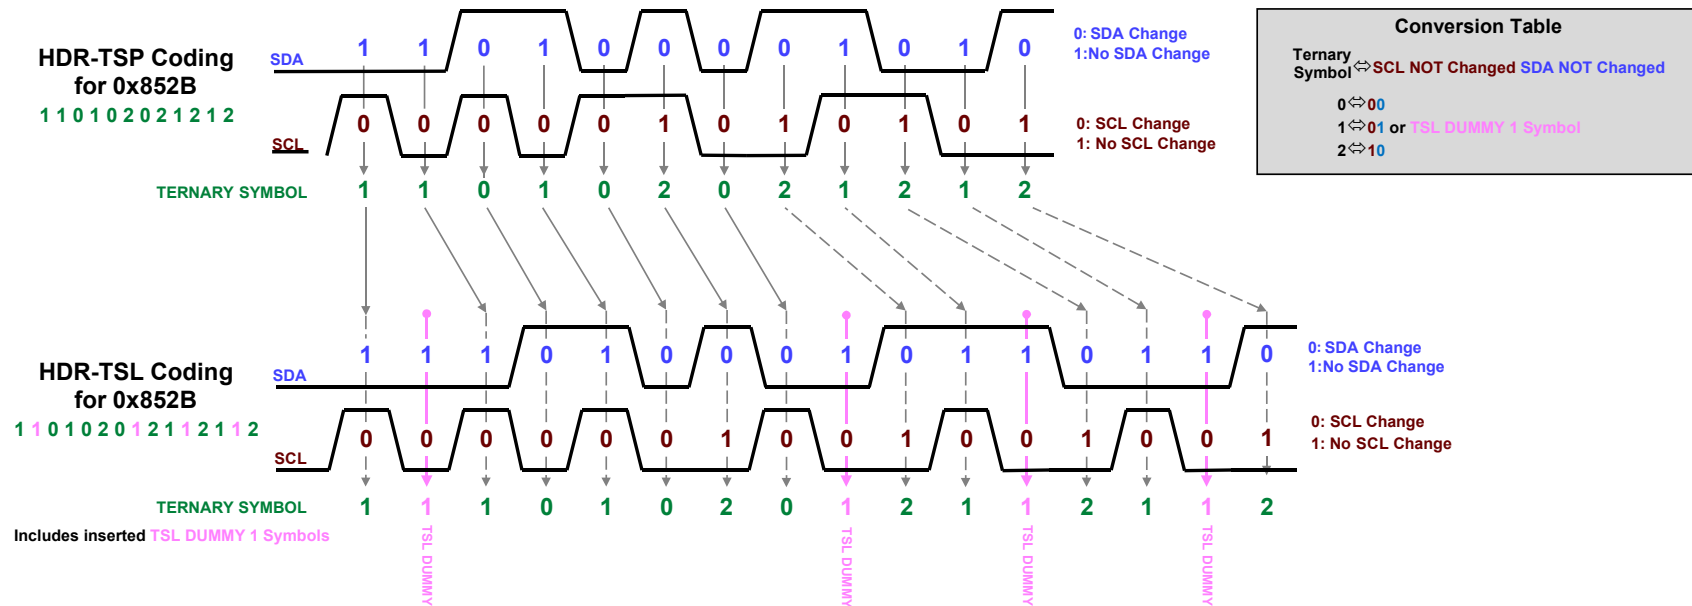 HDR-TSP Coding
for 0x852B
1 1 0 1 0 2 0 2 1 2 1 2
SDA
1 1 0 1 0 0 0 0 1 0 1 0
0: SDA Change
1:No SDA Change
SCL
0 0 0 0 0 1 0 1 0 1 0 1
0: SCL Change
1: No SCL Change
TERNARY SYMBOL
1 1 0 1 0 2 0 2 1 2 1 2
Conversion Table
Ternary
Symbol ⇔ SCL NOT Changed SDA NOT Changed
0 ⇔ 00
1 ⇔ 01 or TSL DUMMY 1 Symbol
2 ⇔ 10
HDR-TSL Coding
for 0x852B
1 1 0 1 0 2 0 1 2 1 1 2 1 1 2
SDA
1 1 1 0 1 0 0 0 1 0 1 1 0 1 1 0
0: SDA Change
1:No SDA Change
SCL
0 0 0 0 0 0 1 0 0 1 0 0 1 0 0 1
0: SCL Change
1: No SCL Change
TERNARY SYMBOL
1 1 1 0 1 0 2 0 1 2 1 1 2 1 1 2
Includes inserted TSL DUMMY 1 Symbols
TSL DUMMY
TSL DUMMY
TSL DUMMY
TSL DUMMY